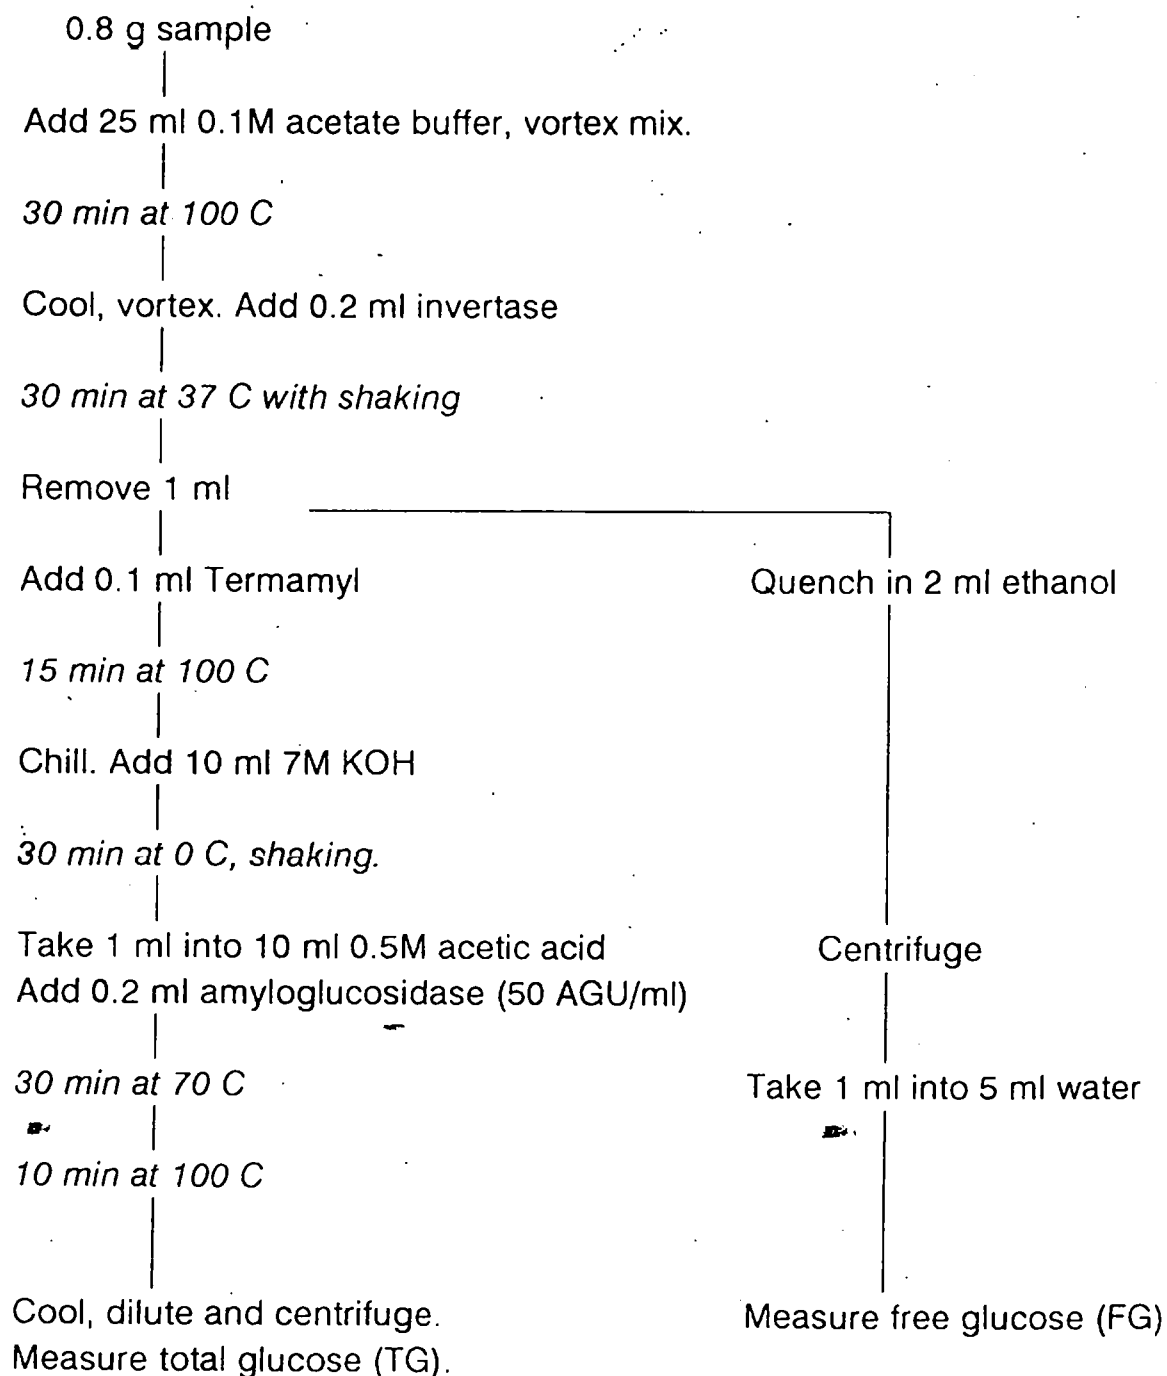 0.8 g sample
Add 25 ml 0.1M acetate buffer, vortex mix.
30 min at 100 C
Cool, vortex. Add 0.2 ml invertase
30 min at 37 C with shaking
Remove 1 ml
Add 0.1 ml Termamyl
Quench in 2 ml ethanol
15 min at 100 C
Chill. Add 10 ml 7M KOH
30 min at 0 C, shaking.
Take 1 ml into 10 ml 0.5M acetic acid
Centrifuge
Add 0.2 ml amyloglucosidase (50 AGU/ml)
30 min at 70 C
Take 1 ml into 5 ml water
10 min at 100 C
Cool, dilute and centrifuge.
Measure free glucose (FG)
Measure total glucose (TG).